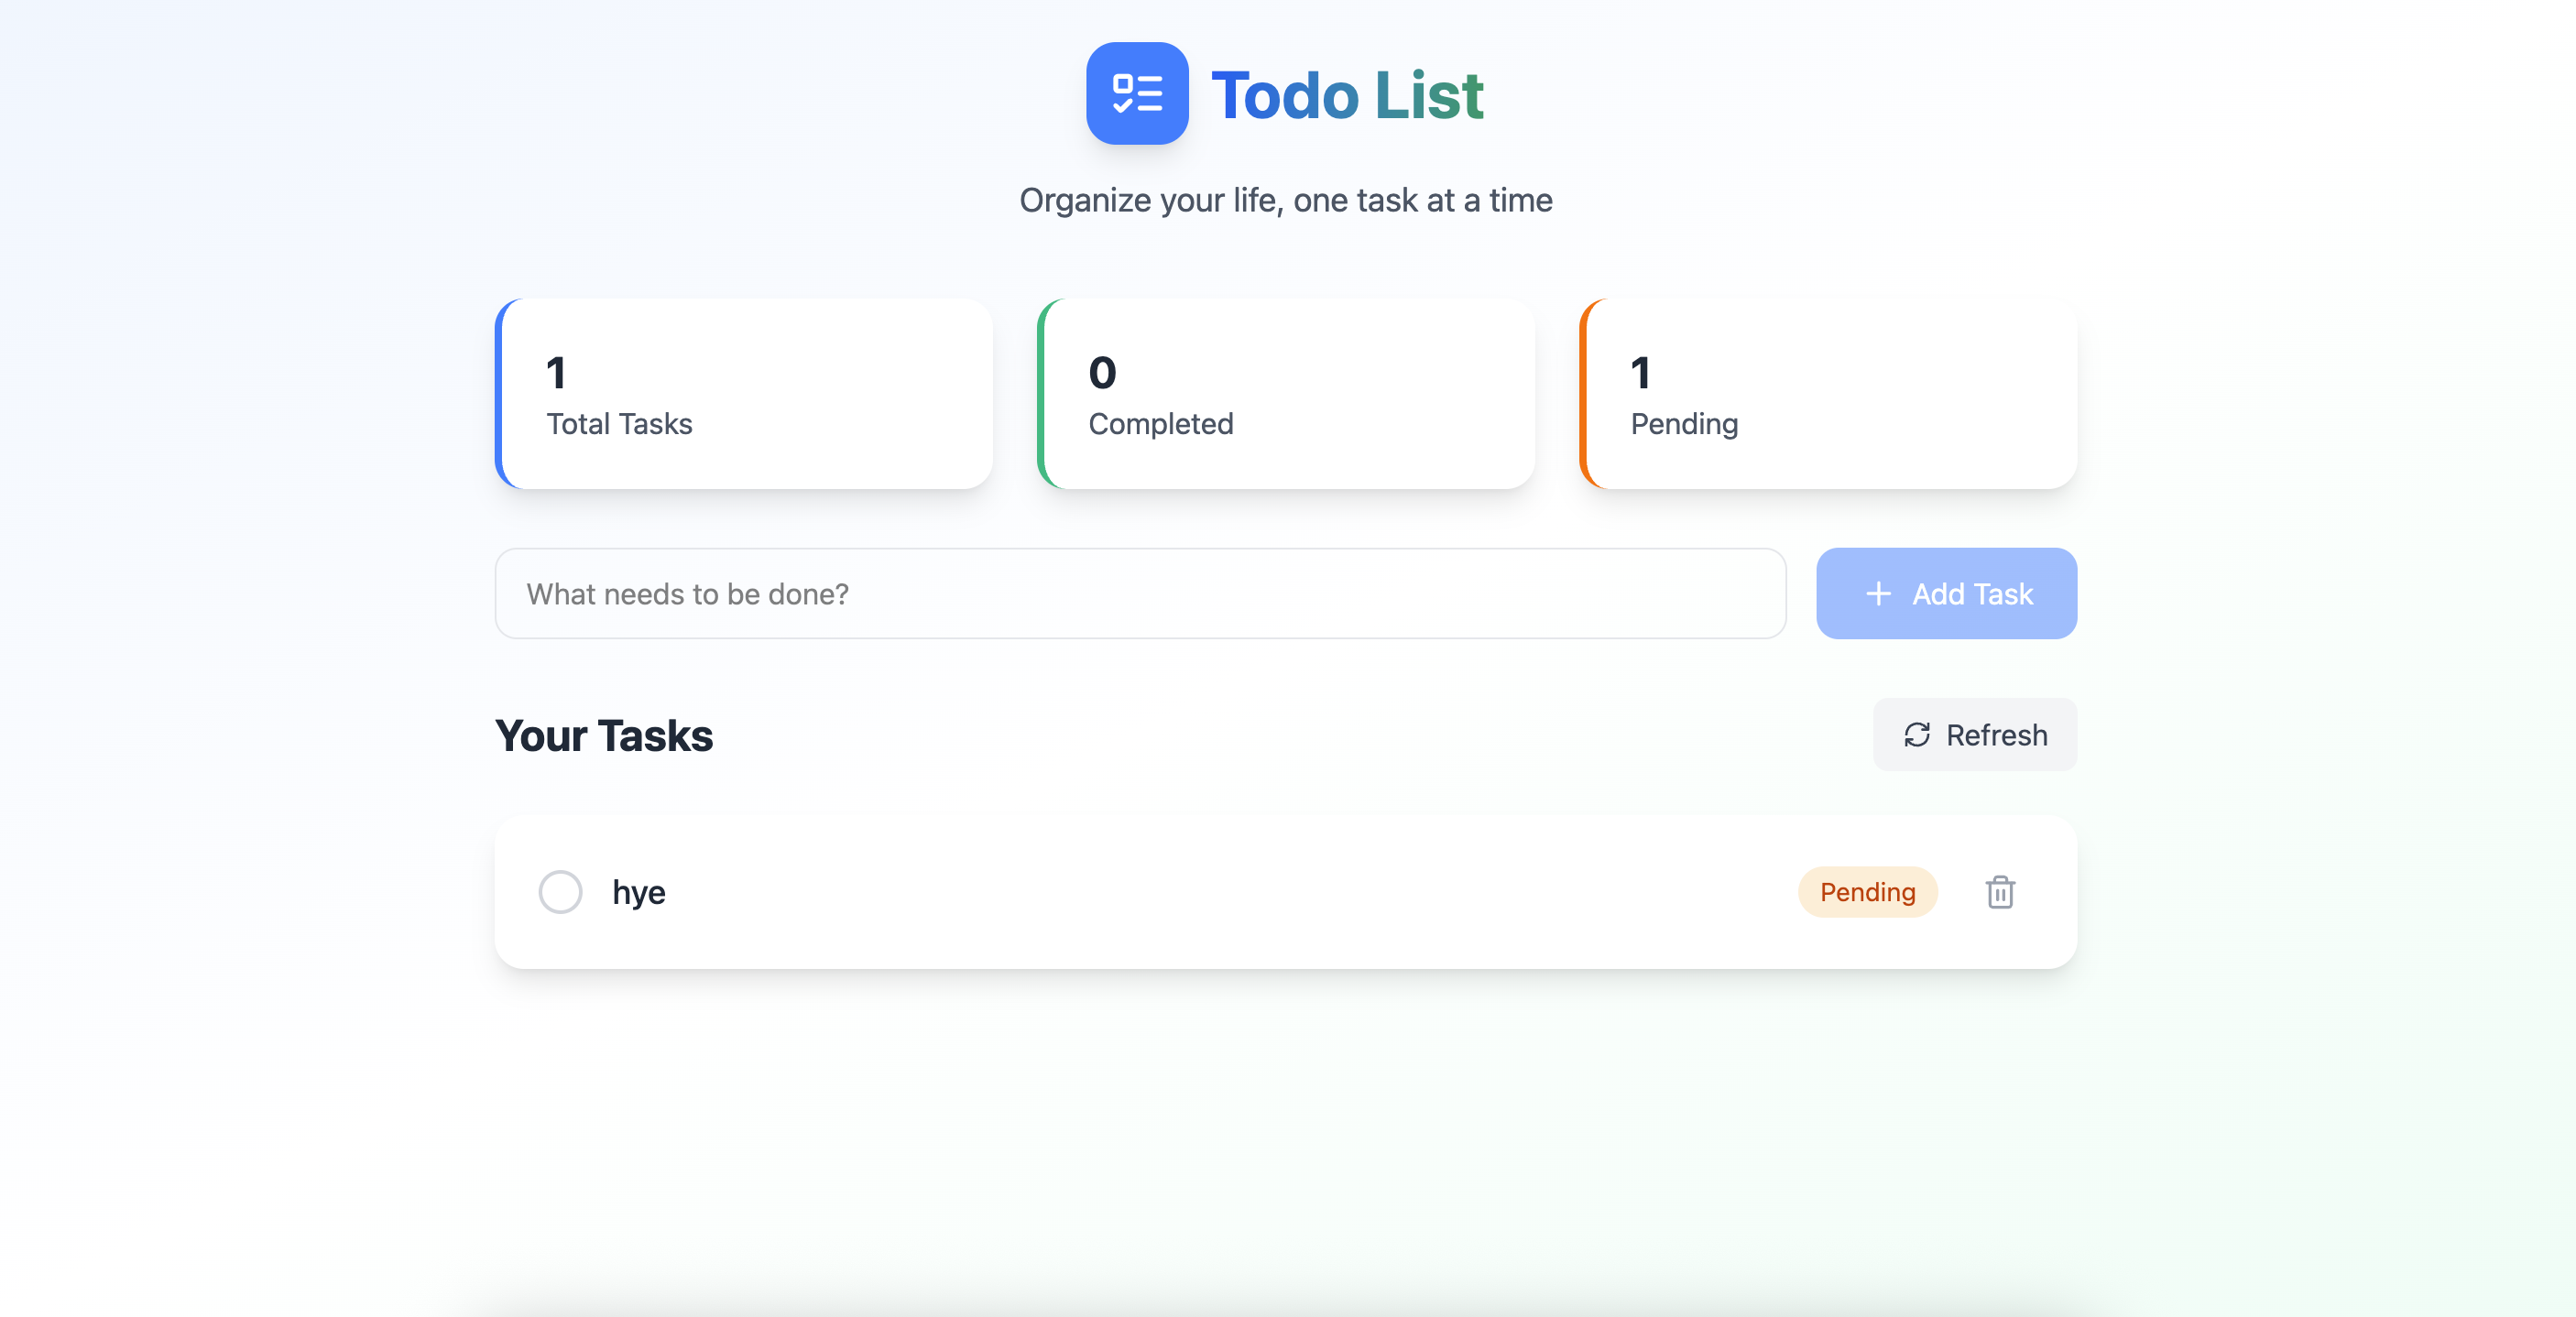 Todo List
Organize your life, one task at a time
1
Total Tasks
0
Completed
1
Pending
What needs to be done?
Add Task
Your Tasks
Refresh
hye
Pending